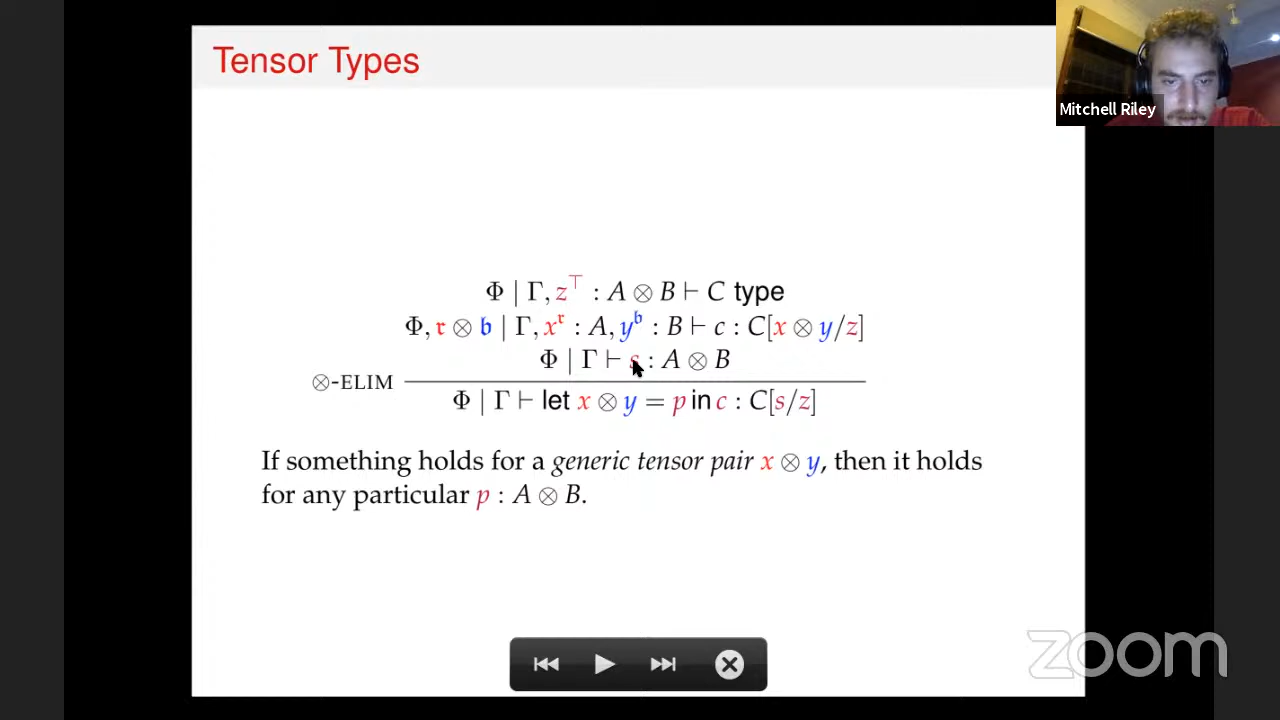 Tensor Types
Mitchell Riley
Φ | Γ, z^⊤ : A ⊗ B ⊢ C type
Φ, 𝔯 ⊗ 𝔟 | Γ, x^𝔯 : A, y^𝔟 : B ⊢ c : C[x ⊗ y/z]
Φ | Γ ⊢ s : A ⊗ B
⊗-ELIM
Φ | Γ ⊢ let x ⊗ y = p in c : C[s/z]
If something holds for a generic tensor pair x ⊗ y, then it holds
for any particular p : A ⊗ B.
zoom